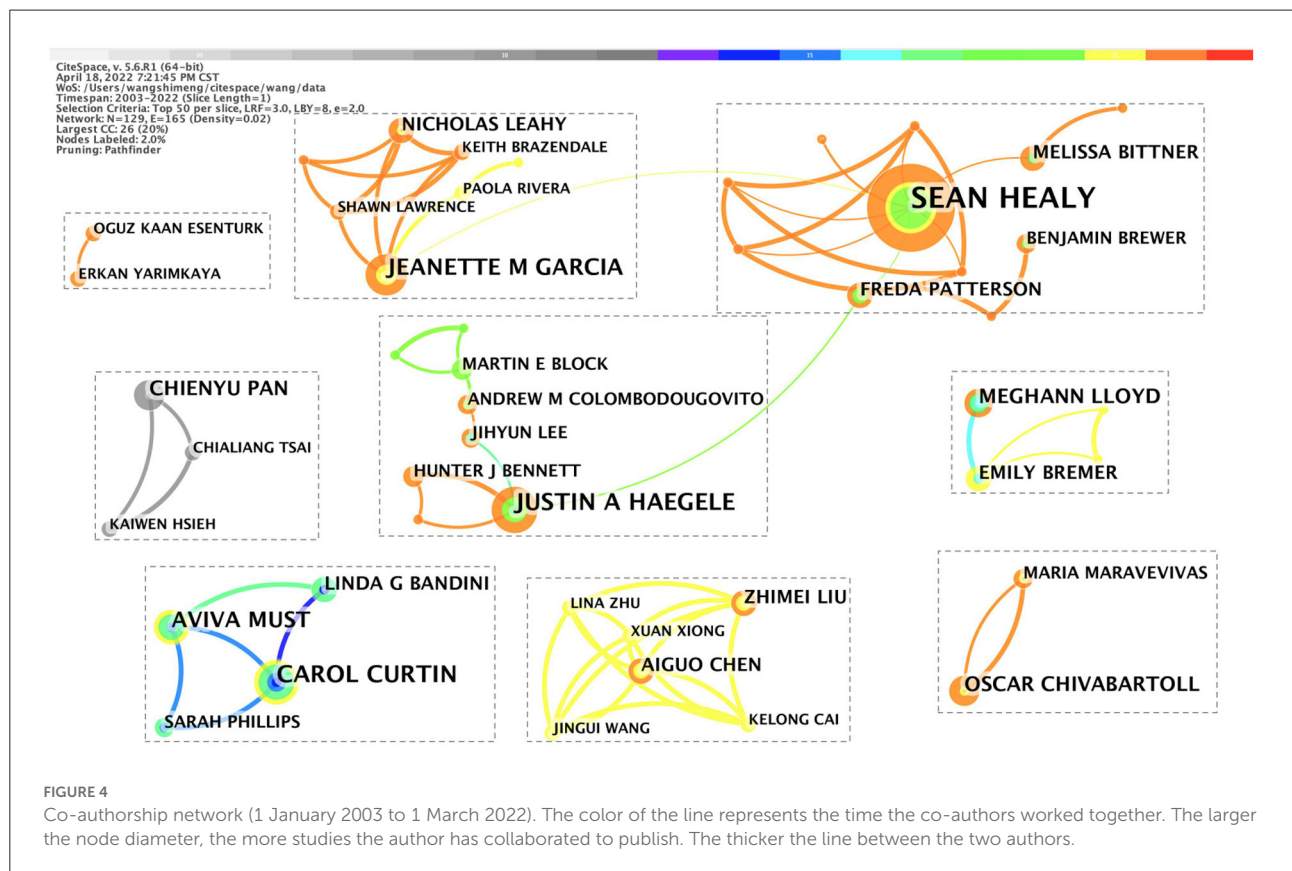 05
10
15
20
CiteSpace, v. 5.6.R1 (64-bit)
April 18, 2022 7:21:45 PM CST
WoS: /Users/wangshimeng/citespace/wang/data
Timespan: 2003-2022 (Slice Length=1)
Selection Criteria: Top 50 per slice, LRF=3.0, LBY=8, e=2.0
Network: N=129, E=165 (Density=0.02)
Largest CC: 26 (20%)
Nodes Labeled: 2.0%
Pruning: Pathfinder
NICHOLAS LEAHY
KEITH BRAZENDALE
PAOLA RIVERA
SHAWN LAWRENCE
JEANETTE M GARCIA
MELISSA BITTNER
SEAN HEALY
BENJAMIN BREWER
FREDA PATTERSON
OGUZ KAAN ESENTURK
ERKAN YARIMKAYA
CHIENYU PAN
CHIALIANG TSAI
KAIWEN HSIEH
MARTIN E BLOCK
ANDREW M COLOMBODOUGOVITO
JIHYUN LEE
HUNTER J BENNETT
JUSTIN A HAEGELE
MEGHANN LLOYD
EMILY BREMER
LINDA G BANDINI
AVIVA MUST
CAROL CURTIN
SARAH PHILLIPS
LINA ZHU
ZHIMEI LIU
XUAN XIONG
AIGUO CHEN
KELONG CAI
JINGUI WANG
MARIA MARAVEVIVAS
OSCAR CHIVABARTOLL
FIGURE 4
Co-authorship network (1 January 2003 to 1 March 2022). The color of the line represents the time the co-authors worked together. The larger
the node diameter, the more studies the author has collaborated to publish. The thicker the line between the two authors.